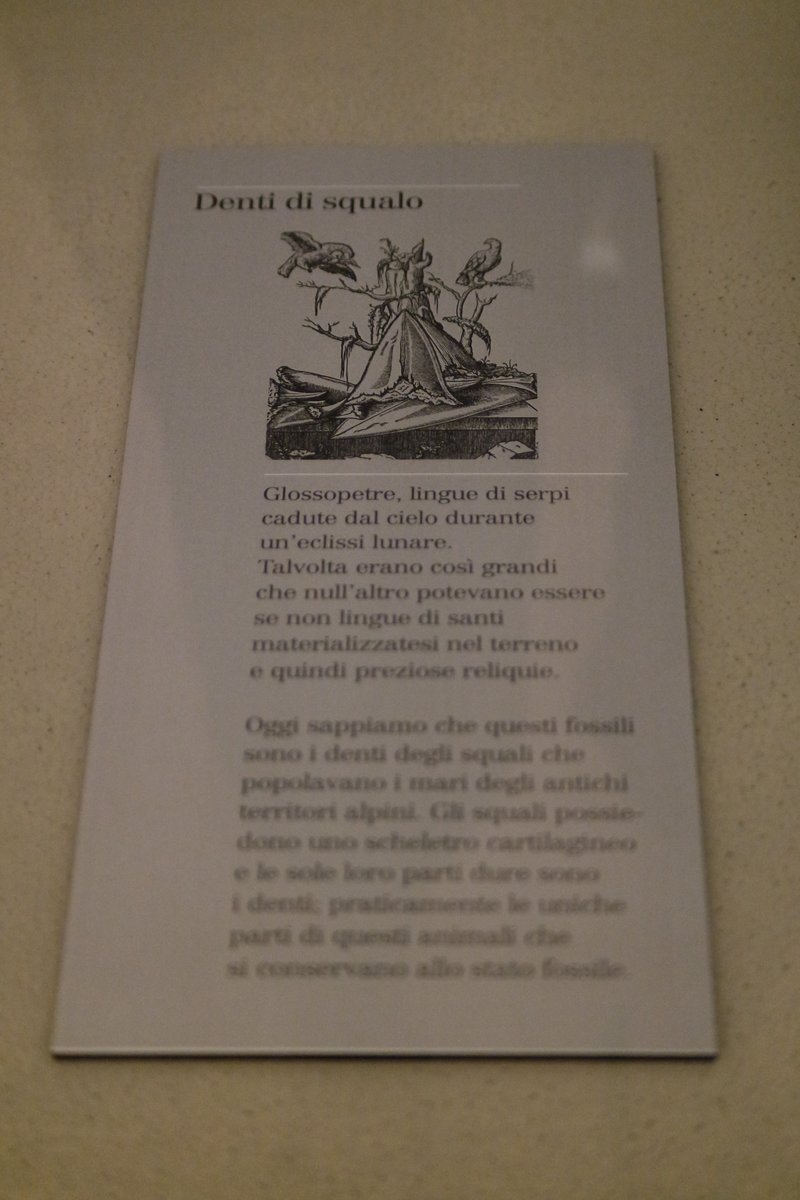 Denti di squalo
Glossopetre, lingue di serpi
cadute dal cielo durante
un'eclissi lunare.
Talvolta erano così grandi
che null'altro potevano essere
se non lingue di santi
materializzatesi nel terreno
e quindi preziose reliquie.
Oggi sappiamo che questi fossili
sono i denti degli squali che
popolavano i mari degli antichi
territori alpini. Gli squali possie-
dono uno scheletro cartilagineo
e le sole loro parti dure sono
i denti; praticamente le uniche
parti di questi animali che
si conservano allo stato fossile.